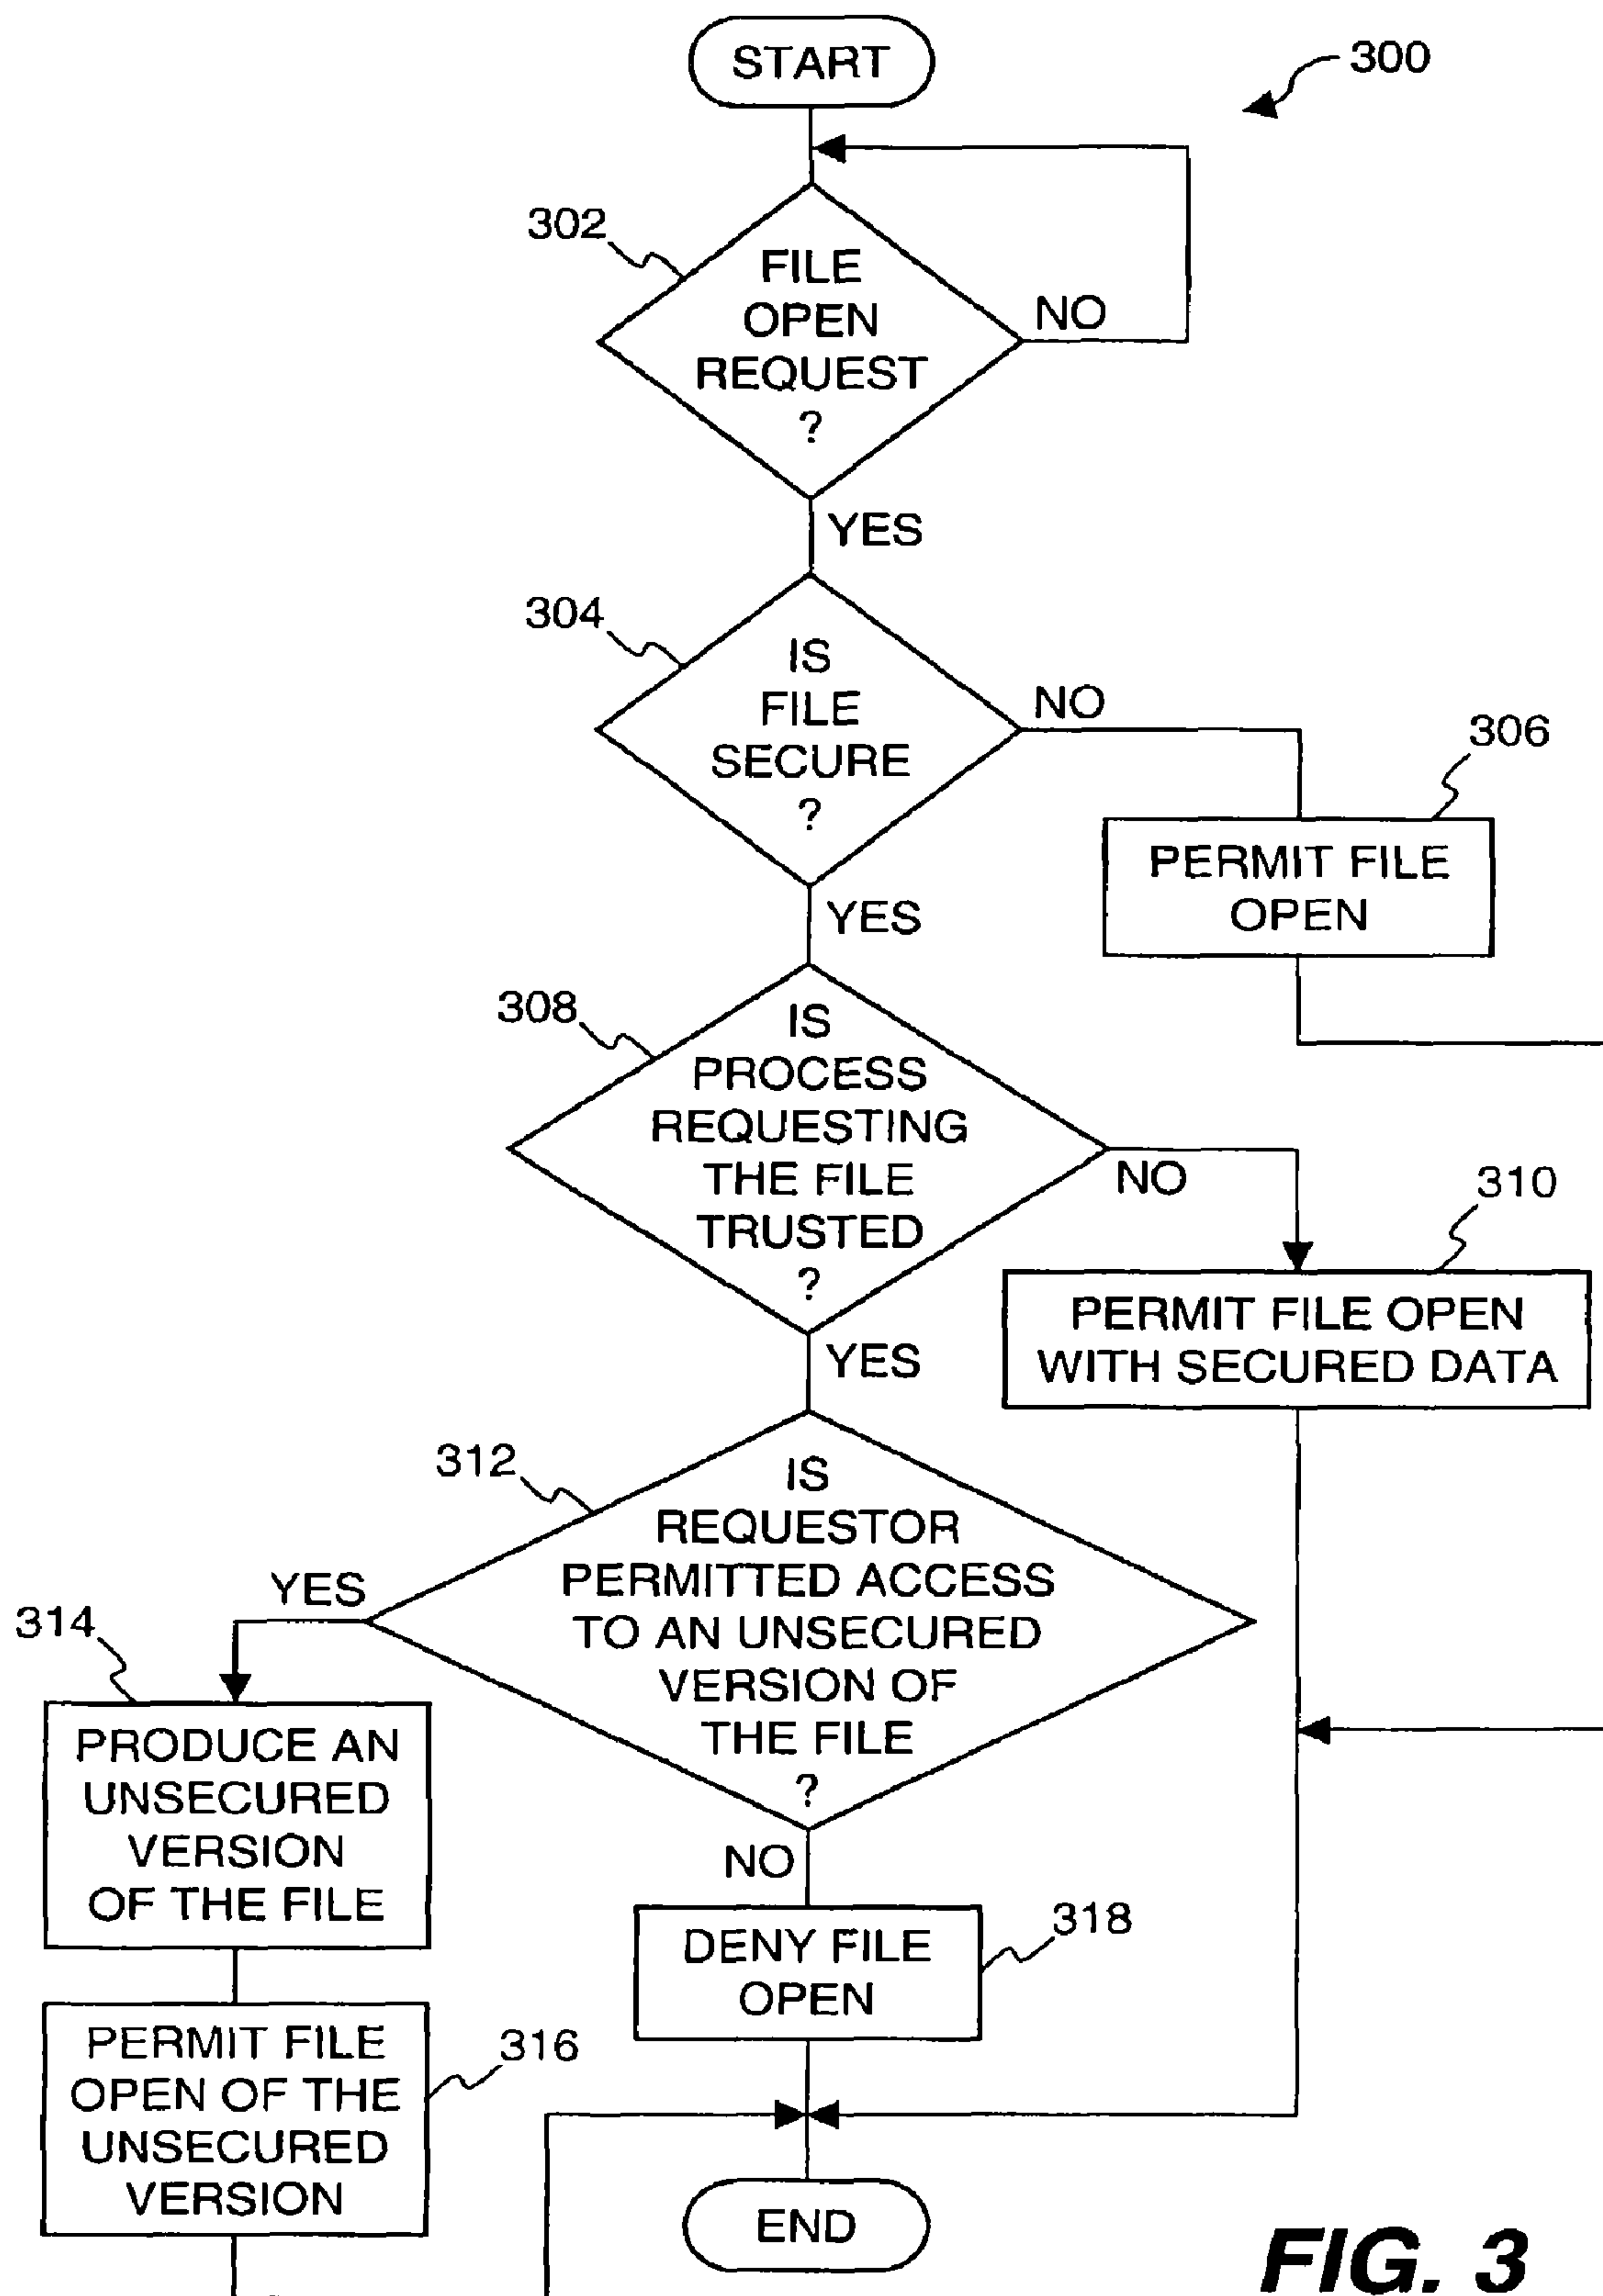 START
300
302
FILE
OPEN
REQUEST
?
NO
YES
304
IS
FILE
SECURE
?
NO
306
PERMIT FILE
OPEN
YES
308
IS
PROCESS
REQUESTING
THE FILE
TRUSTED
?
NO
310
PERMIT FILE OPEN
WITH SECURED DATA
YES
312
IS
REQUESTOR
PERMITTED ACCESS
TO AN UNSECURED
VERSION OF
THE FILE
?
YES
314
PRODUCE AN
UNSECURED
VERSION
OF THE FILE
NO
318
DENY FILE
OPEN
PERMIT FILE
OPEN OF THE
UNSECURED
VERSION
316
END
FIG. 3